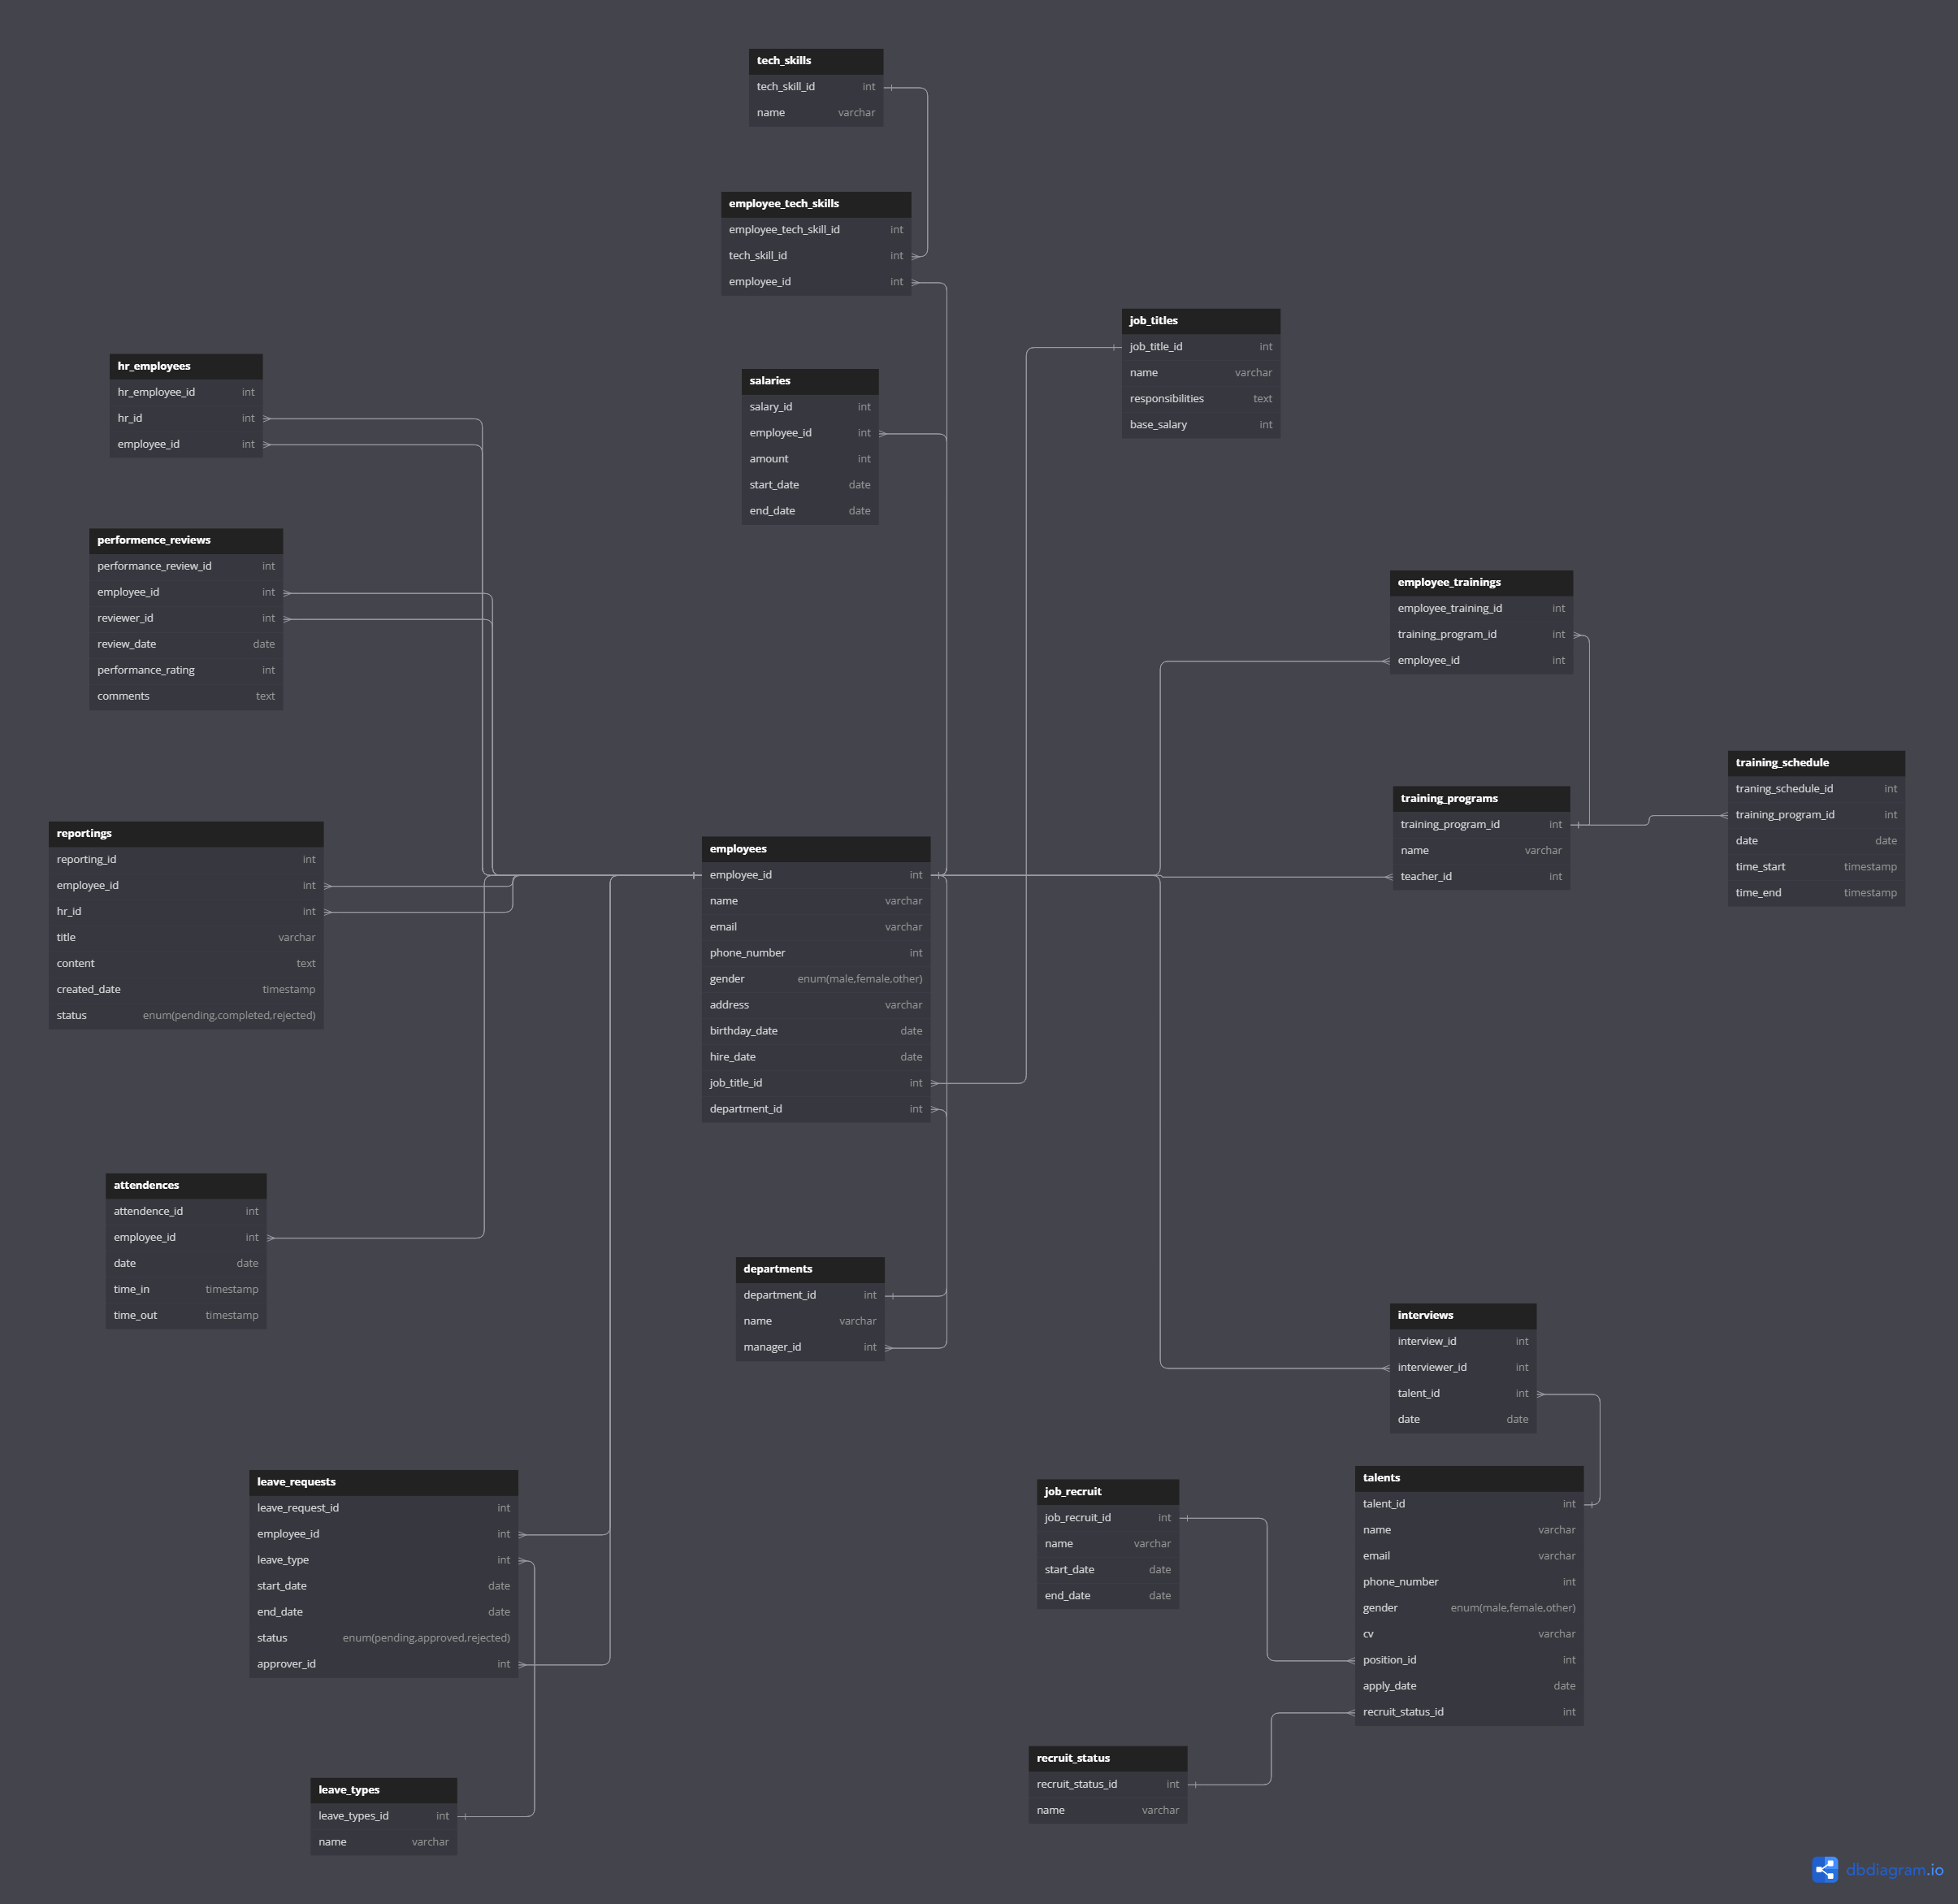 tech_skills
tech_skill_id int
name varchar
employee_tech_skills
employee_tech_skill_id int
tech_skill_id int
employee_id int
job_titles
job_title_id int
name varchar
responsibilities text
base_salary int
hr_employees
hr_employee_id int
hr_id int
employee_id int
salaries
salary_id int
employee_id int
amount int
start_date date
end_date date
performence_reviews
performance_review_id int
employee_id int
reviewer_id int
review_date date
performance_rating int
comments text
employee_trainings
employee_training_id int
training_program_id int
employee_id int
training_schedule
traning_schedule_id int
training_program_id int
date date
time_start timestamp
time_end timestamp
training_programs
training_program_id int
name varchar
teacher_id int
reportings
reporting_id int
employee_id int
hr_id int
title varchar
content text
created_date timestamp
status enum(pending,completed,rejected)
employees
employee_id int
name varchar
email varchar
phone_number int
gender enum(male,female,other)
address varchar
birthday_date date
hire_date date
job_title_id int
department_id int
attendences
attendence_id int
employee_id int
date date
time_in timestamp
time_out timestamp
departments
department_id int
name varchar
manager_id int
interviews
interview_id int
interviewer_id int
talent_id int
date date
leave_requests
leave_request_id int
employee_id int
leave_type int
start_date date
end_date date
status enum(pending,approved,rejected)
approver_id int
job_recruit
job_recruit_id int
name varchar
start_date date
end_date date
talents
talent_id int
name varchar
email varchar
phone_number int
gender enum(male,female,other)
cv varchar
position_id int
apply_date date
recruit_status_id int
recruit_status
recruit_status_id int
name varchar
leave_types
leave_types_id int
name varchar
dbdiagram.io